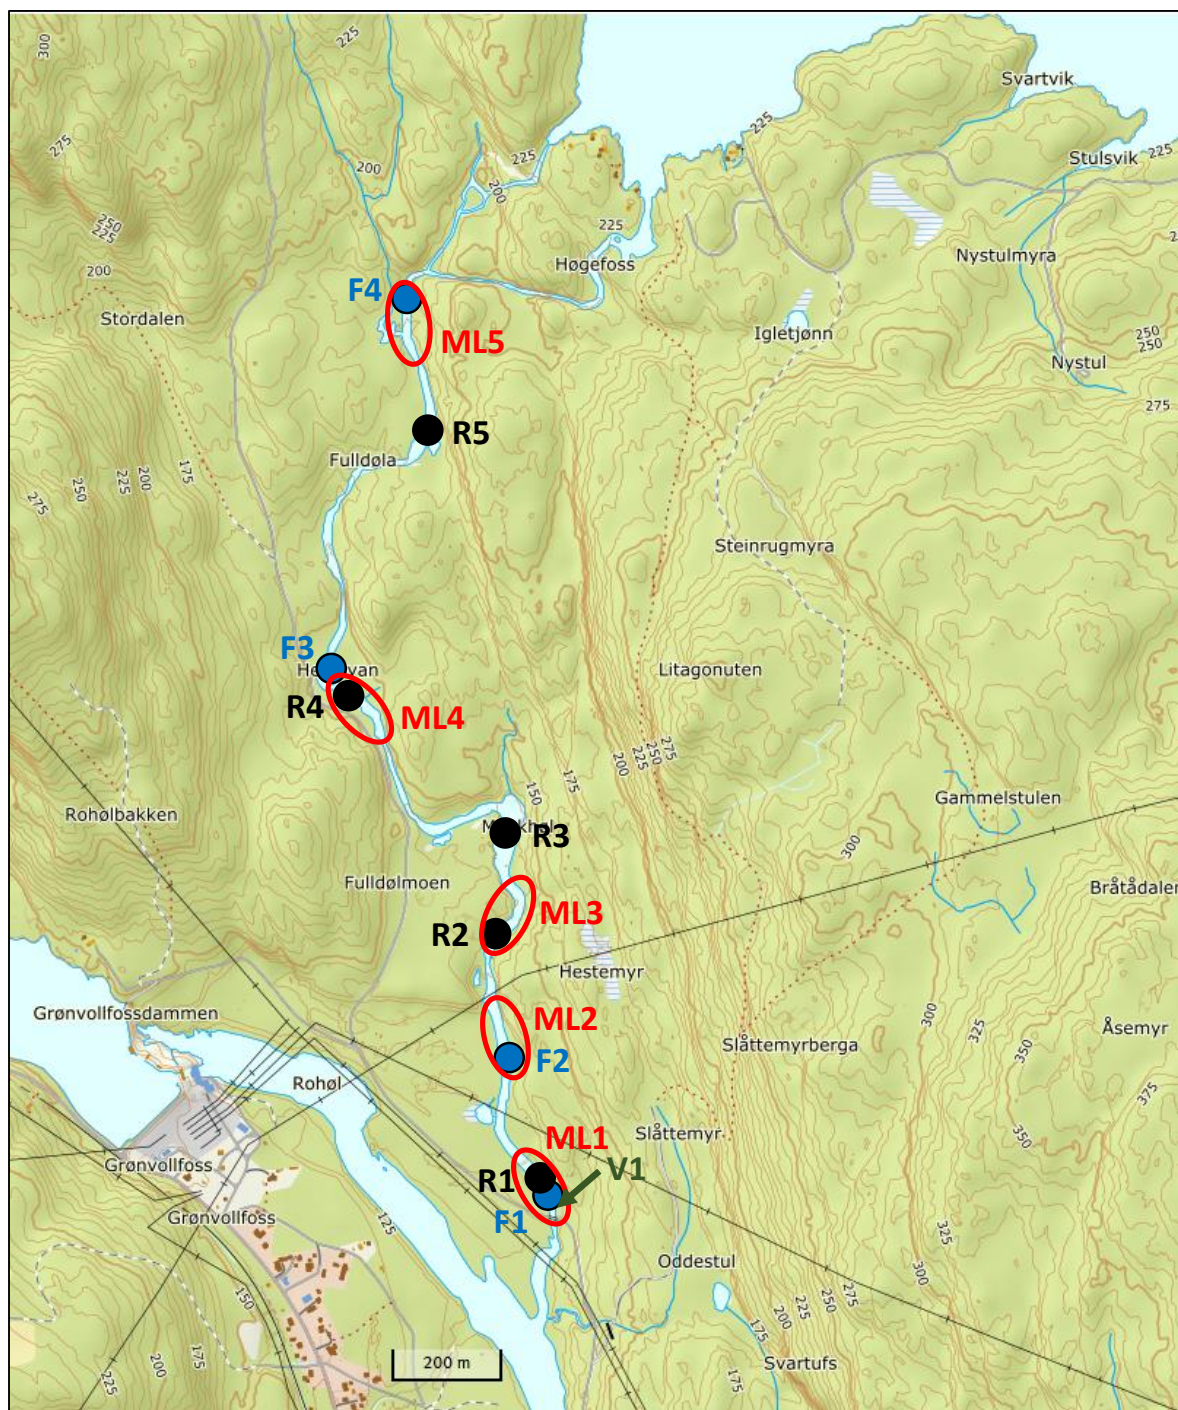 300
225
Svartvik
275
225
Stulsvik
225
200
225
200
250
225
225
Nystulmyra
Høgefoss
200
F4
Stordalen
Igletjønn
250
250
ML5
Nystul
275
R5
Fulldøla
175
200
225
250
275
Steinrugmyra
F3
Litagonuten
R4
ML4
275
250
225
200
175
150
Gammelstulen
Rohølbakken
R3
300
Fulldølmoen
Bråtådalen
ML3
R2
Hestemyr
Grønvollfossdammen
ML2
300
325
350
Åsemyr
Slåttemyrberga
F2
Rohøl
375
ML1
Slåttemyr
350
Grønvollfoss
R1
V1
Grønvollfoss
F1
125
325
Oddestul
300
150
275
250
225
200
175
200 m
Svartufs
200
175
225
175